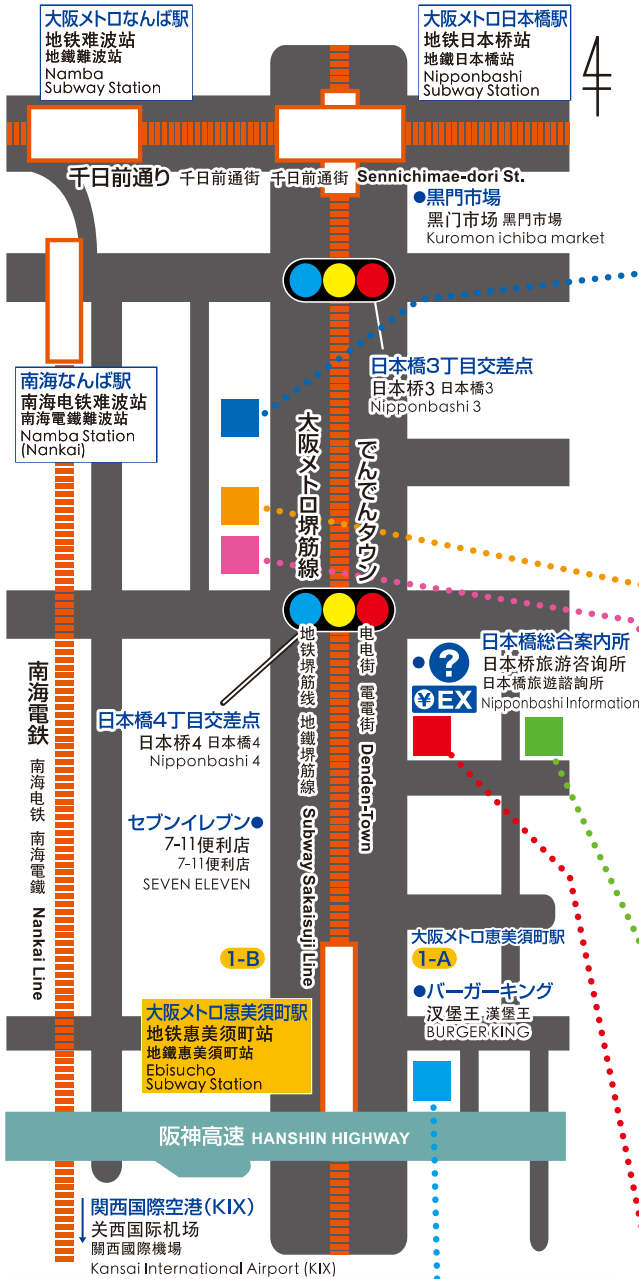 大阪メトロなんば駅
地铁难波站
地鐵難波站
Namba
Subway Station
大阪メトロ日本橋駅
地铁日本桥站
地鐵日本橋站
Nipponbashi
Subway Station
千日前通り 千日前通街 千日前通街 Sennichimae-dori St.
黒門市場
黑门市场 黑門市場
Kuromon ichiba market
日本橋3丁目交差点
日本桥3 日本橋3
Nipponbashi 3
南海なんば駅
南海电铁难波站
南海電鐵難波站
Namba Station
(Nankai)
大阪メトロ堺筋線
地铁堺筋线 地鐵堺筋線 Subway Sakaisuji Line
でんでんタウン
电电街 電電街 Denden-Town
日本橋総合案内所
?
日本桥旅游咨询所
日本橋旅遊諮詢所
¥EX
Nipponbashi Information
日本橋4丁目交差点
日本桥4 日本橋4
Nipponbashi 4
南海電鉄 南海电铁 南海電鐵 Nankai Line
セブンイレブン
7-11便利店
7-11便利店
SEVEN ELEVEN
1-B
大阪メトロ恵美須町駅
1-A
バーガーキング
汉堡王 漢堡王
BURGER KING
大阪メトロ恵美須町駅
地铁惠美须町站
地鐵惠美須町站
Ebisucho
Subway Station
阪神高速 HANSHIN HIGHWAY
関西国際空港(KIX)
关西国际机场
關西國際機場
Kansai International Airport (KIX)